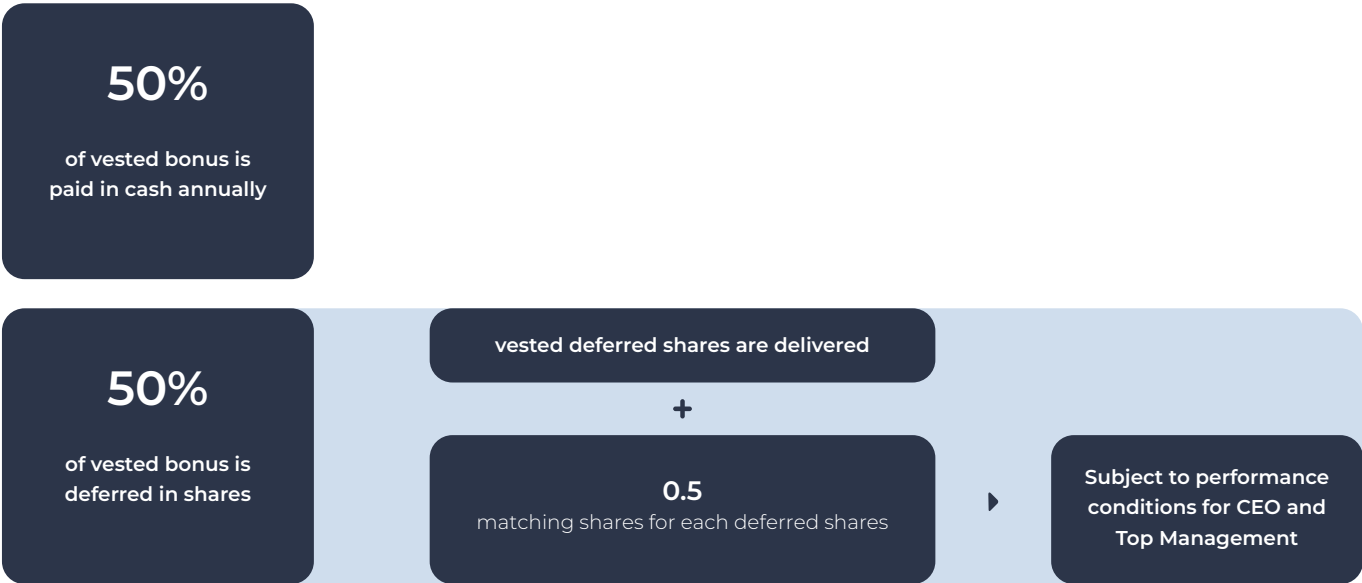 50%
of vested bonus is
paid in cash annually
50%
of vested bonus is
deferred in shares
vested deferred shares are delivered
+
0.5
matching shares for each deferred shares
Subject to performance
conditions for CEO and
Top Management